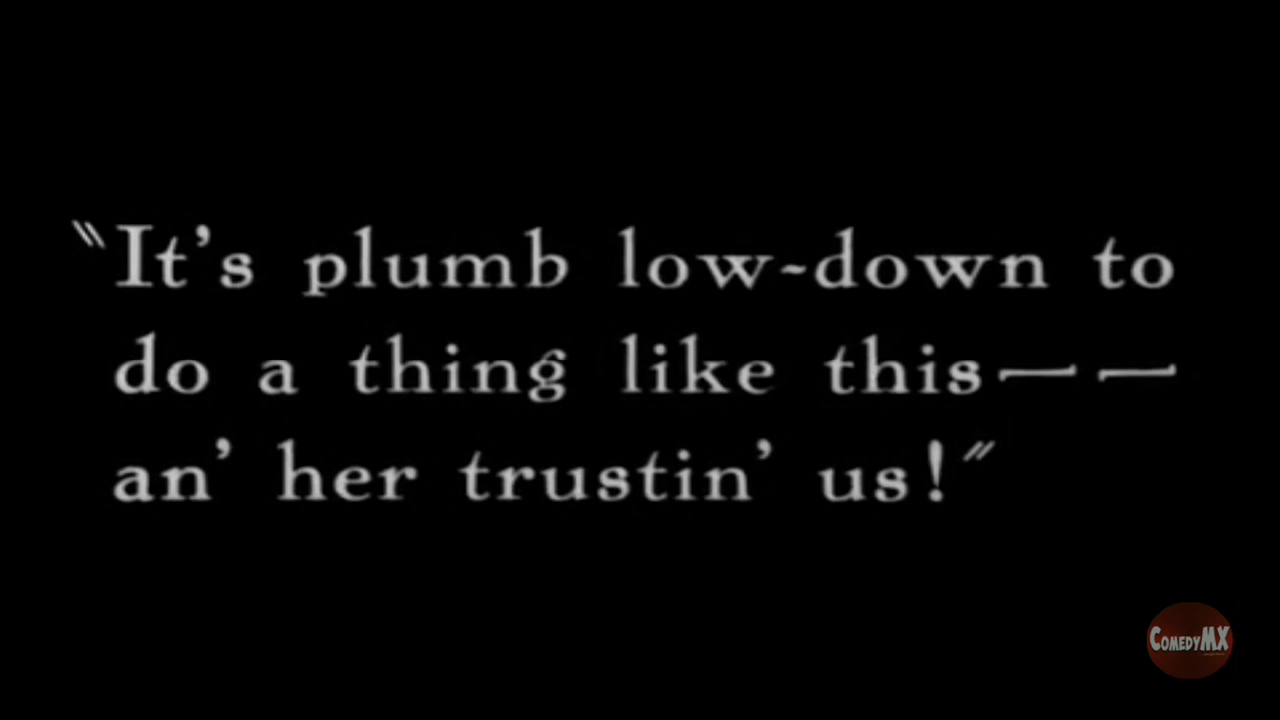 "It's plumb low-down to
do a thing like this——
an' her trustin' us!"
COMEDYMX